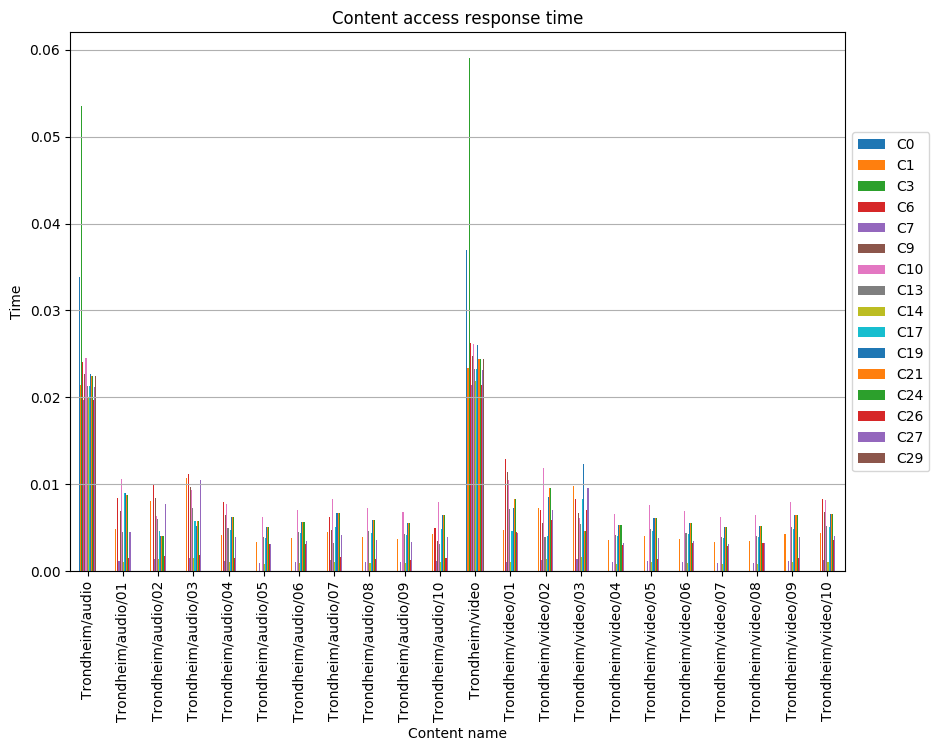 Content access response time
0.06
0.05
0.04
0.03
0.02
0.01
0.00
Time
Trondheim/audio
Trondheim/audio/01
Trondheim/audio/02
Trondheim/audio/03
Trondheim/audio/04
Trondheim/audio/05
Trondheim/audio/06
Trondheim/audio/07
Trondheim/audio/08
Trondheim/audio/09
Trondheim/audio/10
Trondheim/video
Trondheim/video/01
Trondheim/video/02
Trondheim/video/03
Trondheim/video/04
Trondheim/video/05
Trondheim/video/06
Trondheim/video/07
Trondheim/video/08
Trondheim/video/09
Trondheim/video/10
Content name
C0
C1
C3
C6
C7
C9
C10
C13
C14
C17
C19
C21
C24
C26
C27
C29